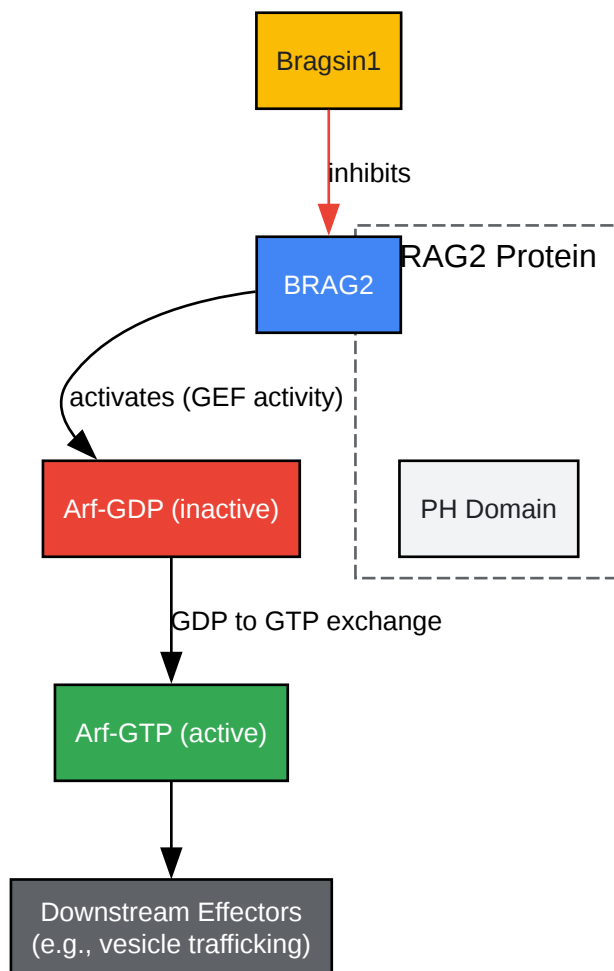 Bragsin1
inhibits
RAG2 Protein
BRAG2
activates (GEF activity)
Arf-GDP (inactive)
PH Domain
GDP to GTP exchange
Arf-GTP (active)
Downstream Effectors
(e.g., vesicle trafficking)